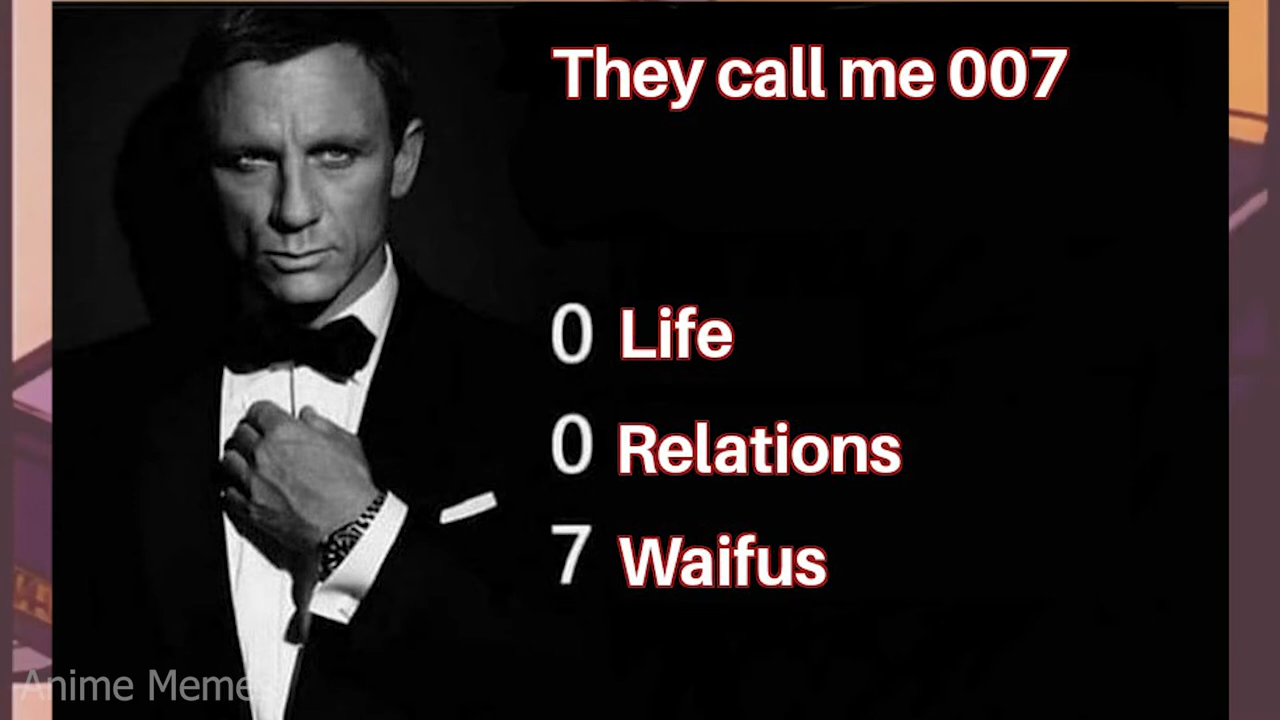 They call me 007
0 Life
0 Relations
7 Waifus
Anime Meme